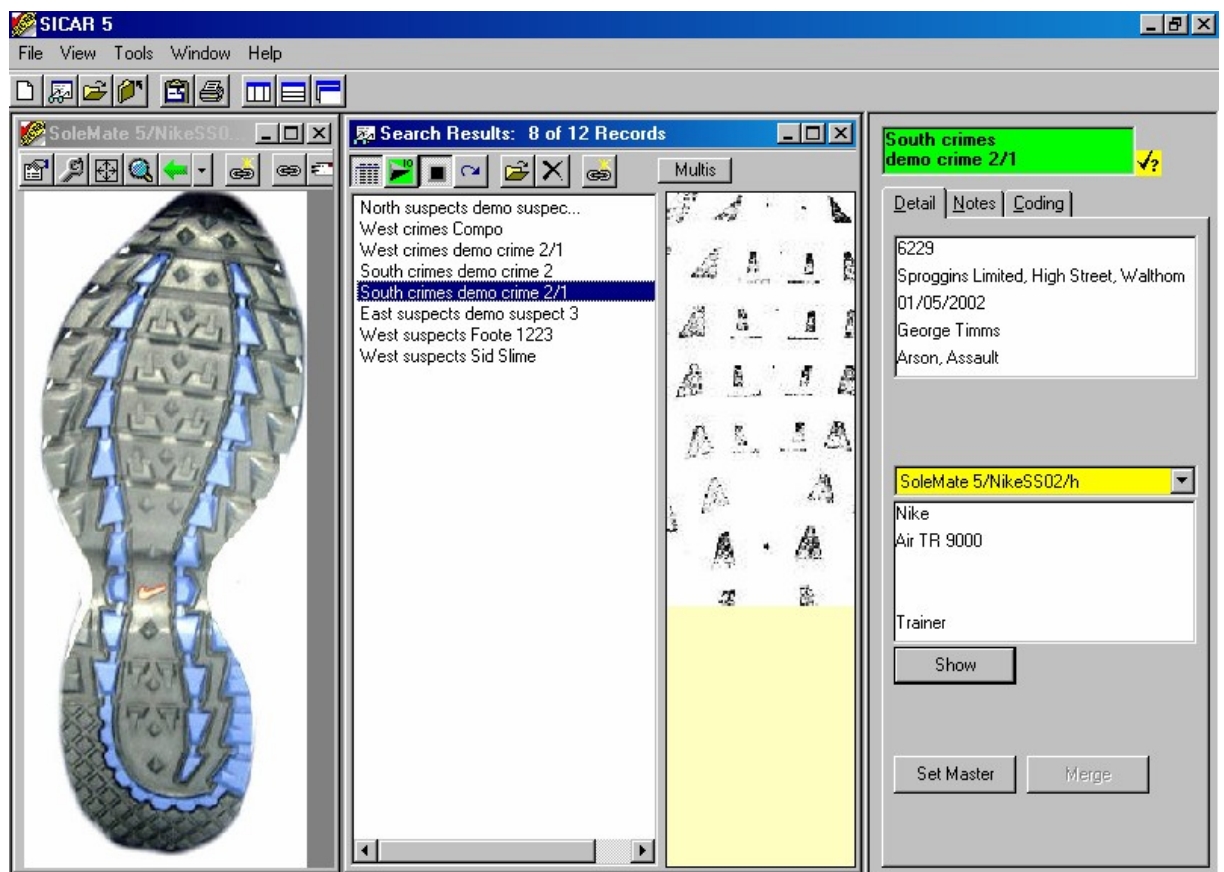 SICAR 5
File View Tools Window Help
SoleMate 5/NikeSS0...
Search Results: 8 of 12 Records
Multis
North suspects demo suspec...
West crimes Compo
West crimes demo crime 2/1
South crimes demo crime 2
South crimes demo crime 2/1
East suspects demo suspect 3
West suspects Foote 1223
West suspects Sid Slime
South crimes
demo crime 2/1
Detail Notes Coding
6229
Sproggins Limited, High Street, Walthom
01/05/2002
George Timms
Arson, Assault
SoleMate 5/NikeSS02/h
Nike
Air TR 9000
Trainer
Show
Set Master Merge